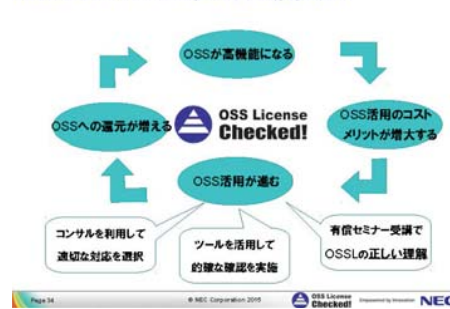 OSSが高機能になる
OSSへの還元が増える
OSS License
Checked!
OSS活用のコスト
メリットが増大する
OSS活用が進む
コンサルを利用して
適切な対応を選択
ツールを活用して
的確な確認を実施
有償セミナー受講で
OSSLの正しい理解
Page 34
© NEC Corporation 2015
OSS License
Checked!
Empowered by Innovation
NEC